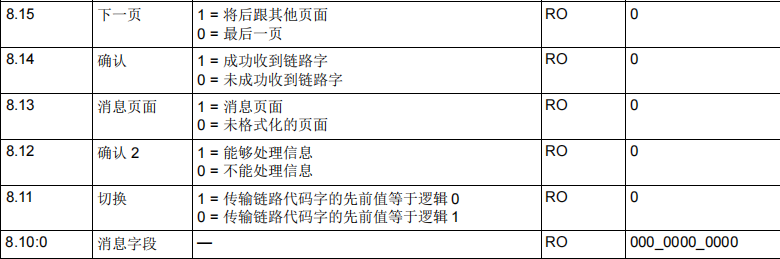 8.15 下一页 1 = 将后跟其他页面 RO 0
0 = 最后一页
8.14 确认 1 = 成功收到链路字 RO 0
0 = 未成功收到链路字
8.13 消息页面 1 = 消息页面 RO 0
0 = 未格式化的页面
8.12 确认 2 1 = 能够处理信息 RO 0
0 = 不能处理信息
8.11 切换 1 = 传输链路代码字的先前值等于逻辑 0 RO 0
0 = 传输链路代码字的先前值等于逻辑 1
8.10:0 消息字段 — RO 000_0000_0000